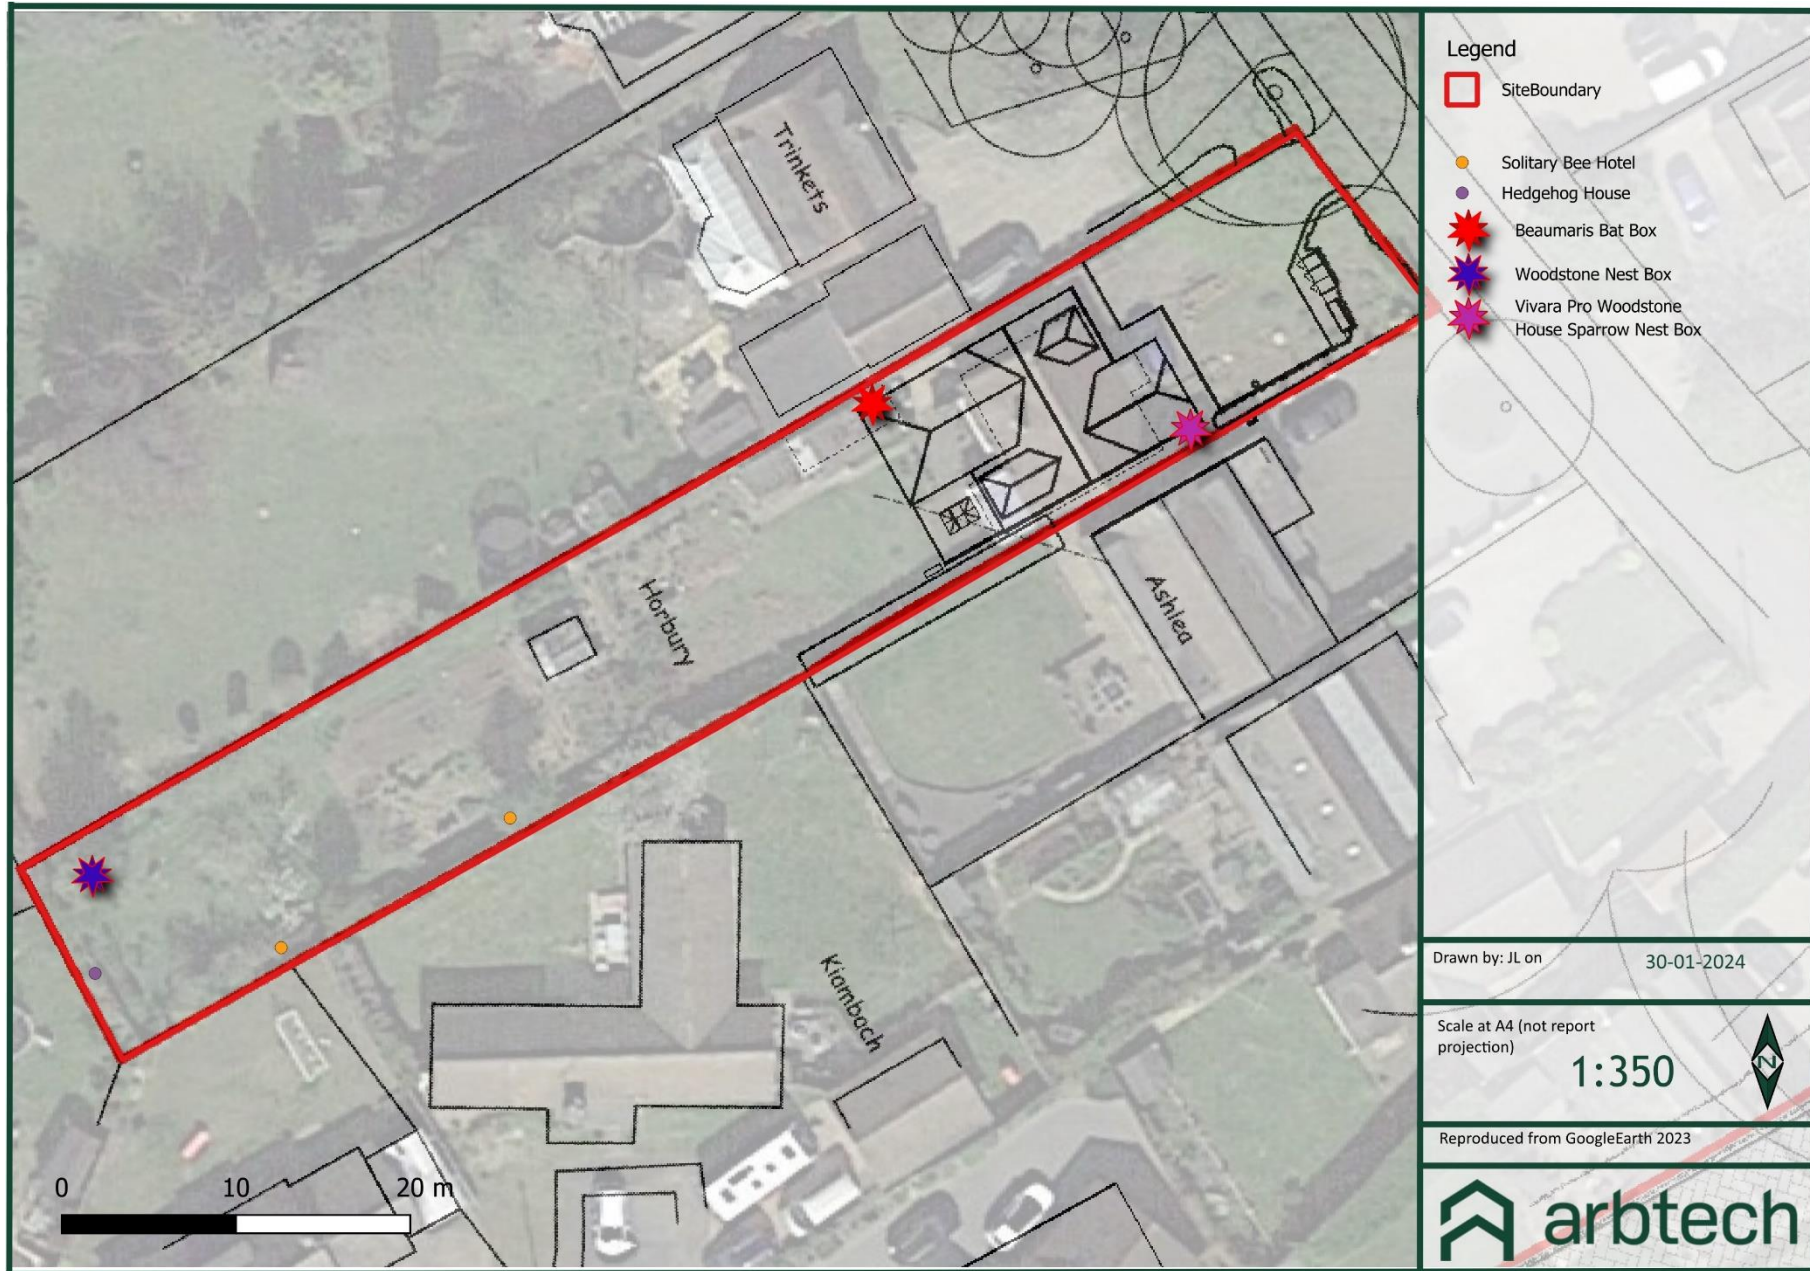 Trinkets
Horbury
Ashlea
Kiambach
0 10 20 m
Legend
SiteBoundary
Solitary Bee Hotel
Hedgehog House
Beaumaris Bat Box
Woodstone Nest Box
Vivara Pro Woodstone
House Sparrow Nest Box
Drawn by: JL on 30-01-2024
Scale at A4 (not report
projection)
1:350
N
Reproduced from GoogleEarth 2023
arbtech